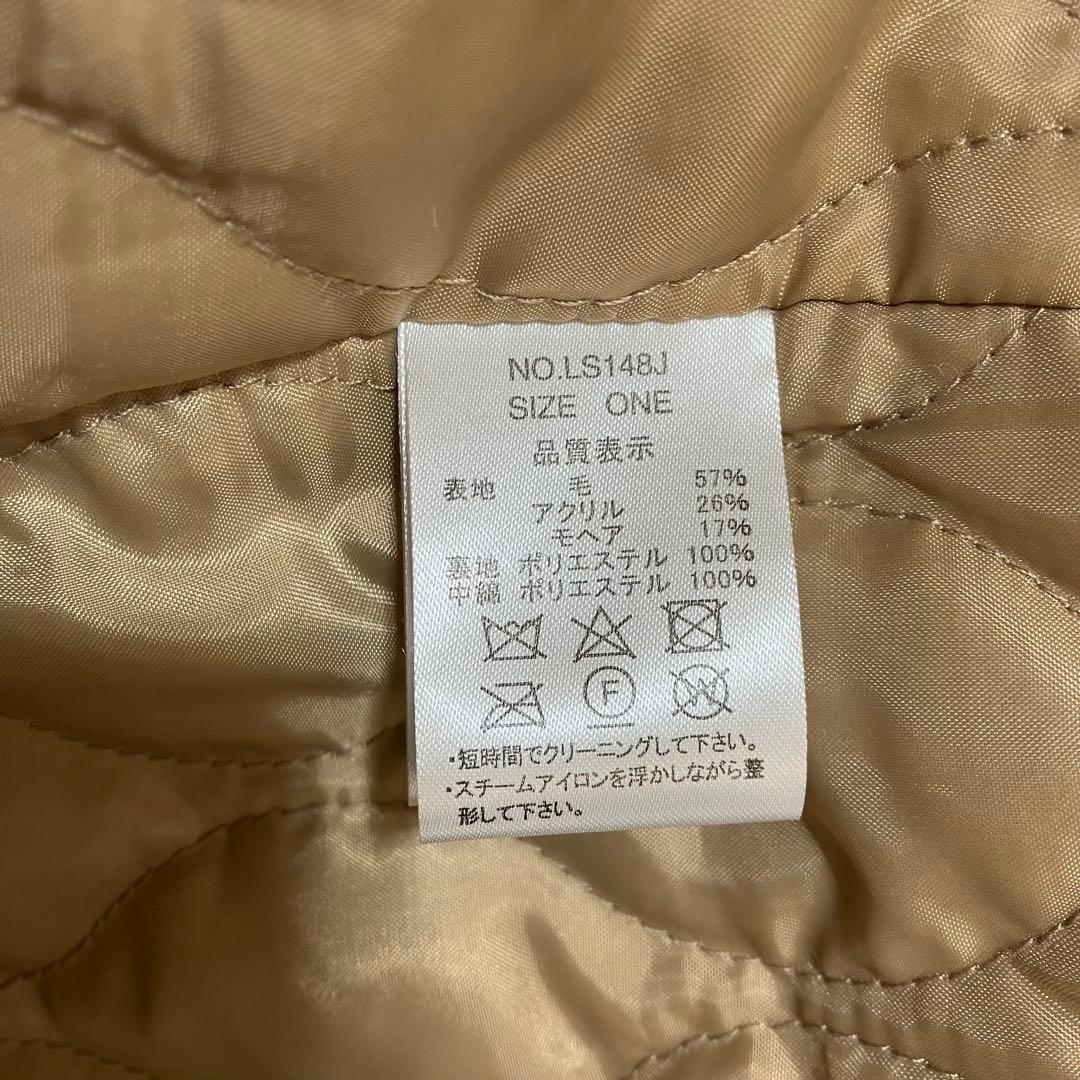 NO.LS148J
SIZE ONE
品質表示
表地 毛 57%
アクリル 26%
モヘア 17%
裏地 ポリエステル 100%
中綿 ポリエステル 100%
F
W
・短時間でクリーニングして下さい。
・スチームアイロンを浮かしながら整
形して下さい。